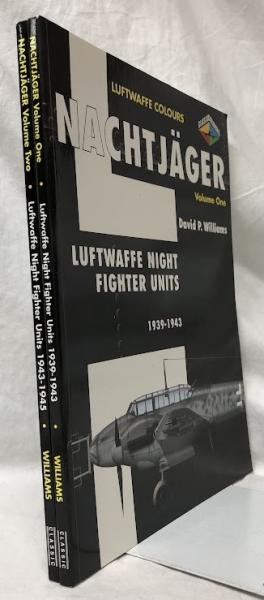 NACHTJÄGER Volume Two • Luftwaffe Night Fighter Units 1943-1945 • WILLIAMS CLASSIC
NACHTJÄGER Volume One • Luftwaffe Night Fighter Units 1939-1943 • WILLIAMS CLASSIC
LUFTWAFFE COLOURS
NACHTJÄGER
Volume One
David P. Williams
LUFTWAFFE NIGHT
FIGHTER UNITS
1939-1943